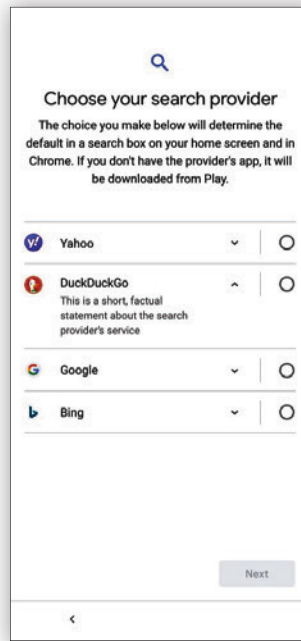 Choose your search provider
The choice you make below will determine the
default in a search box on your home screen and in
Chrome. If you don't have the provider's app, it will
be downloaded from Play.
y!
Yahoo
DuckDuckGo
This is a short, factual
statement about the search
provider's service
G
Google
b
Bing
Next